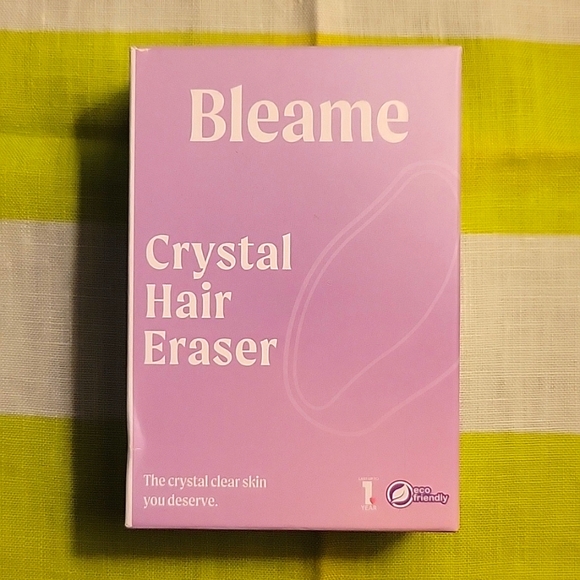 Bleame
Crystal
Hair
Eraser
The crystal clear skin
you deserve.
1
YEAR
eco
friendly